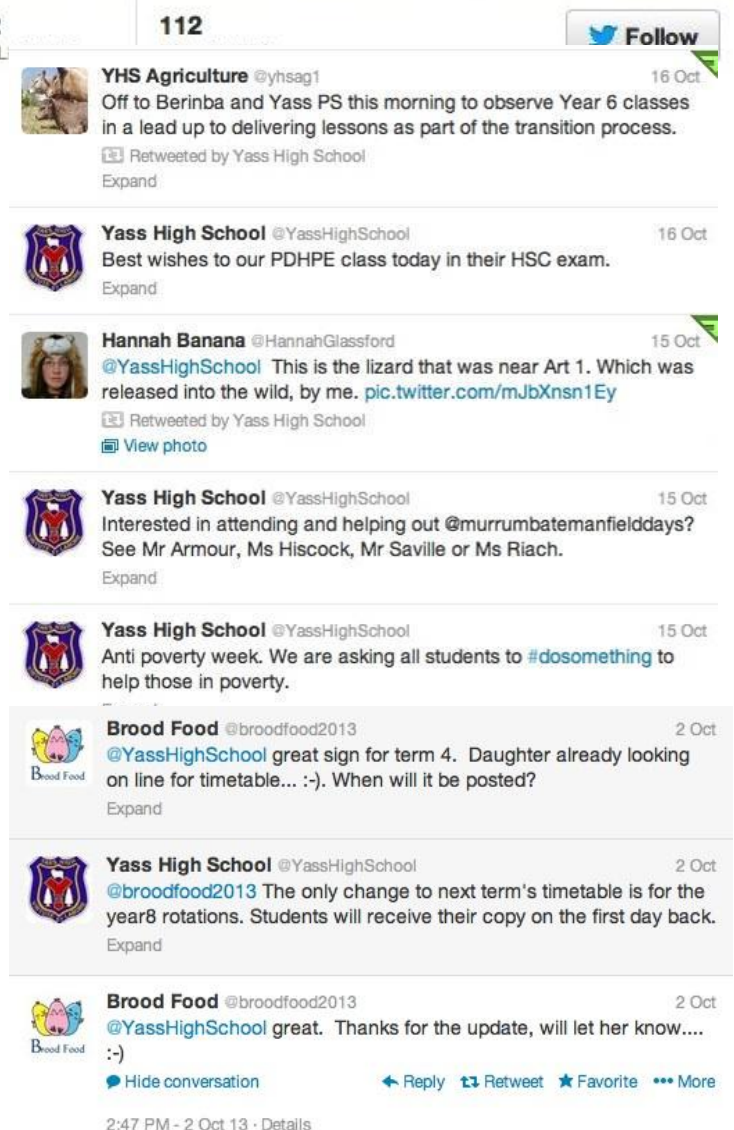 112
Follow
YHS Agriculture @yhsag1 16 Oct
Off to Berinba and Yass PS this morning to observe Year 6 classes
in a lead up to delivering lessons as part of the transition process.
Retweeted by Yass High School
Expand
Yass High School @YassHighSchool 16 Oct
Best wishes to our PDHPE class today in their HSC exam.
Expand
Hannah Banana @HannahGlassford 15 Oct
@YassHighSchool This is the lizard that was near Art 1. Which was
released into the wild, by me. pic.twitter.com/mJbXnsn1Ey
Retweeted by Yass High School
View photo
Yass High School @YassHighSchool 15 Oct
Interested in attending and helping out @murrumbatemanfielddays?
See Mr Armour, Ms Hiscock, Mr Saville or Ms Riach.
Expand
Yass High School @YassHighSchool 15 Oct
Anti poverty week. We are asking all students to #dosomething to
help those in poverty.
Brood Food @broodfood2013 2 Oct
@YassHighSchool great sign for term 4. Daughter already looking
on line for timetable... :-). When will it be posted?
Brood Food
Expand
Yass High School @YassHighSchool 2 Oct
@broodfood2013 The only change to next term's timetable is for the
year8 rotations. Students will receive their copy on the first day back.
Expand
Brood Food @broodfood2013 2 Oct
@YassHighSchool great. Thanks for the update, will let her know....
:-)
Brood Food
Hide conversation Reply Retweet Favorite More
2:47 PM - 2 Oct 13 · Details